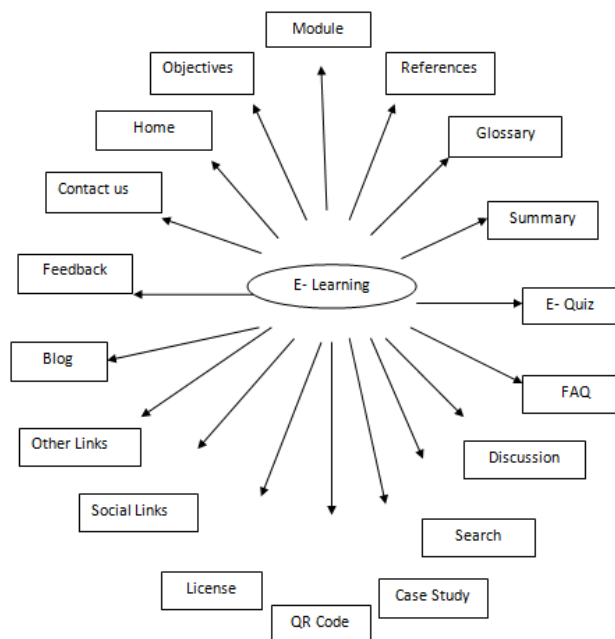 Module
Objectives
References
Home
Glossary
Contact us
Summary
Feedback
E- Learning
E- Quiz
Blog
FAQ
Other Links
Discussion
Social Links
Search
License
Case Study
QR Code